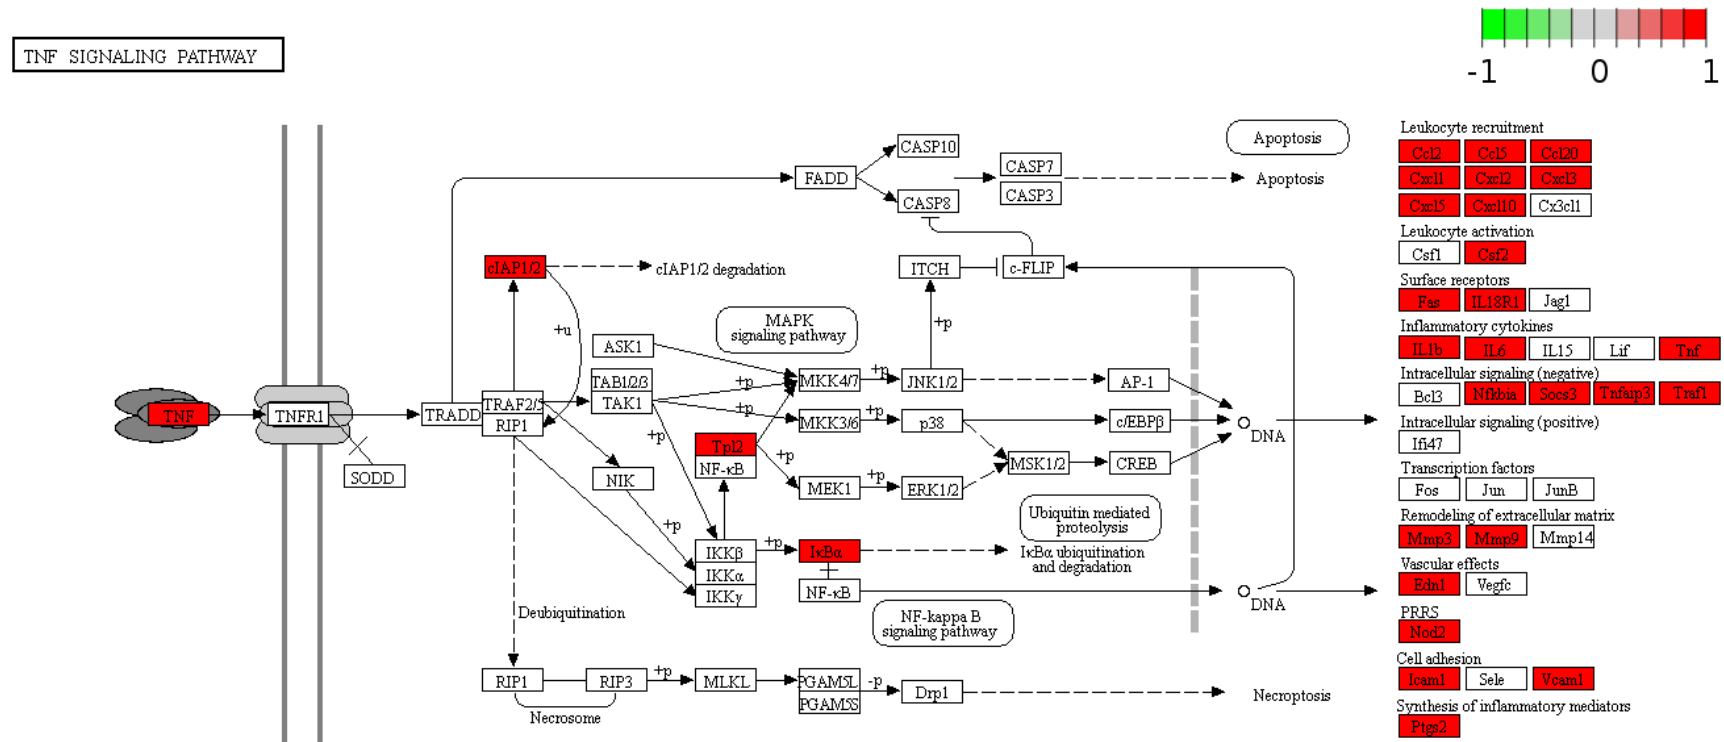 TNF SIGNALING PATHWAY
-1 0 1
Leukocyte recruitment
Ccl2 Ccl5 Ccl20
Cxcl1 Cxcl2 Cxcl3
Cxcl5 Cxcl10 Cx3cl1
Leukocyte activation
Csf1 Csf2
Surface receptors
Fas IL18R1 Jag1
Inflammatory cytokines
IL1b IL6 IL15 Lif Tnf
Intracellular signaling (negative)
Bcl3 Nfkbia Socs3 Tnfaip3 Traf1
Intracellular signaling (positive)
Ifi47
Transcription factors
Fos Jun JunB
Remodeling of extracellular matrix
Mmp3 Mmp9 Mmp14
Vascular effects
Edn1 Vegfc
PRRS
Nod2
Cell adhesion
Icam1 Sele Vcam1
Synthesis of inflammatory mediators
Ptgs2
Apoptosis
CASP10
FADD
CASP7
Apoptosis
CASP8
CASP3
cIAP1/2
cIAP1/2 degradation
ITCH
c-FLIP
+u
MAPK
signaling pathway
+p
ASK1
TAB1/2/3
TAK1
+p
MKK4/7
+p
JNK1/2
AP-1
TNF
TNFR1
TRADD
TRAF2/5
RIP1
+p
MKK3/6
+p
p38
c/EBPβ
DNA
SODD
+p
Tpl2
NF-κB
+p
MSK1/2
CREB
NIK
MEK1
+p
ERK1/2
+p
Ubiquitin mediated
proteolysis
IKKβ
IKKα
IKKγ
+p
IκBα
IκBα ubiquitination
and degradation
NF-κB
DNA
NF-kappa B
signaling pathway
Deubiquitination
RIP1
RIP3
+p
MLKL
PGAM5L
PGAM5S
-p
Drp1
Necroptosis
Necrosome